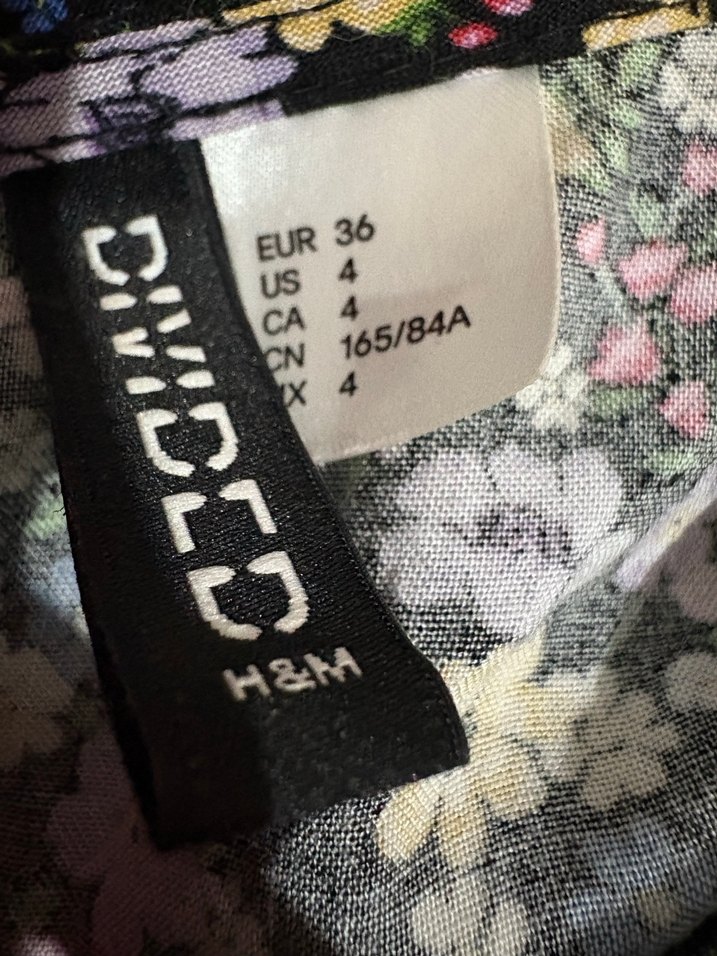 DIVIDED
H&M
EUR 36
US 4
CA 4
CN 165/84A
MX 4